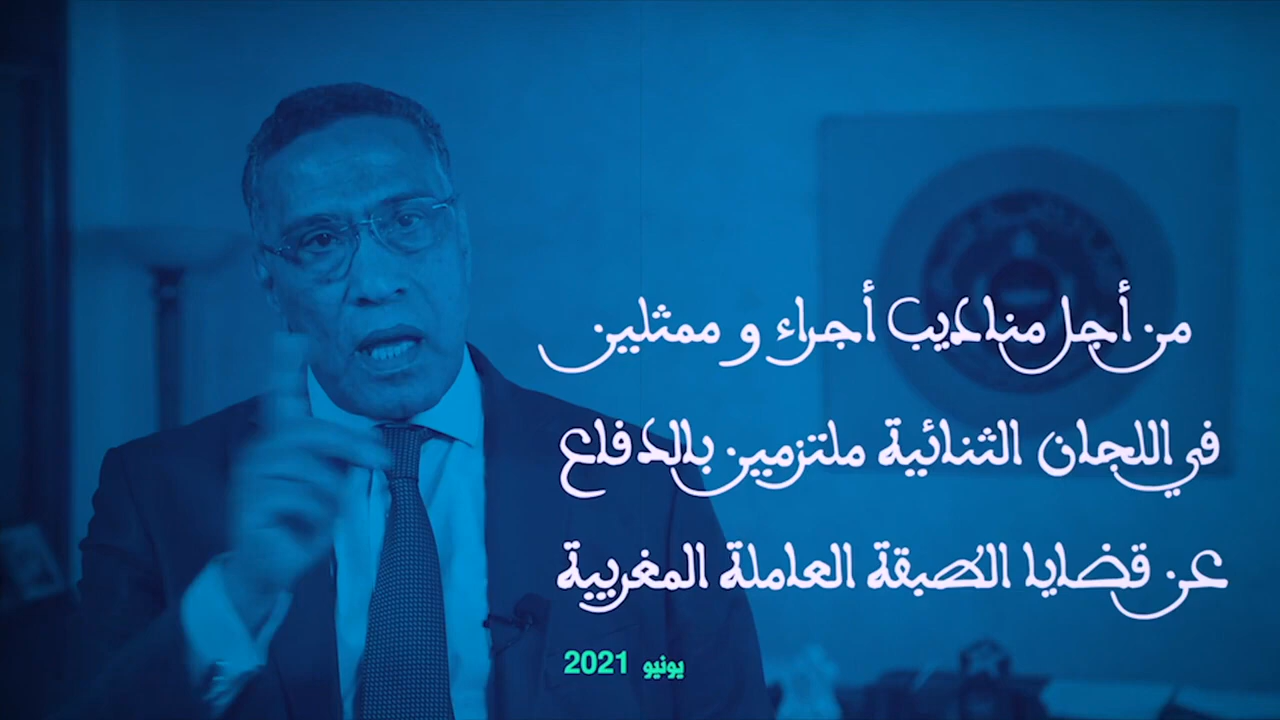 من أجل مناديب أجراء و ممثلين
في اللجان الثنائية ملتزمين بالدفاع
عن قضايا الطبقة العاملة المغربية
يونيو 2021